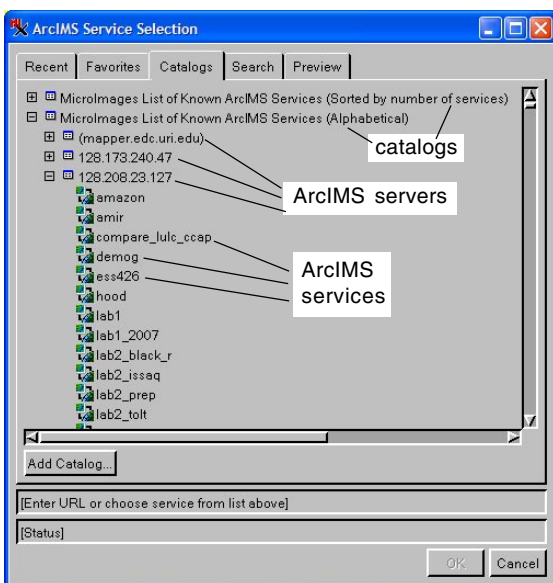 ArcIMS Service Selection
Recent Favorites Catalogs Search Preview
MicroImages List of Known ArcIMS Services (Sorted by number of services)
MicroImages List of Known ArcIMS Services (Alphabetical)
catalogs
(mapper.edc.uri.edu)
128.173.240.47
128.208.23.127
ArcIMS servers
amazon
amir
compare_lulc_ccap
demog
ess426
ArcIMS
services
hood
lab1
lab1_2007
lab2_black_r
lab2_issaq
lab2_prep
lab2_tolt
Add Catalog...
[Enter URL or choose service from list above]
[Status]
OK Cancel